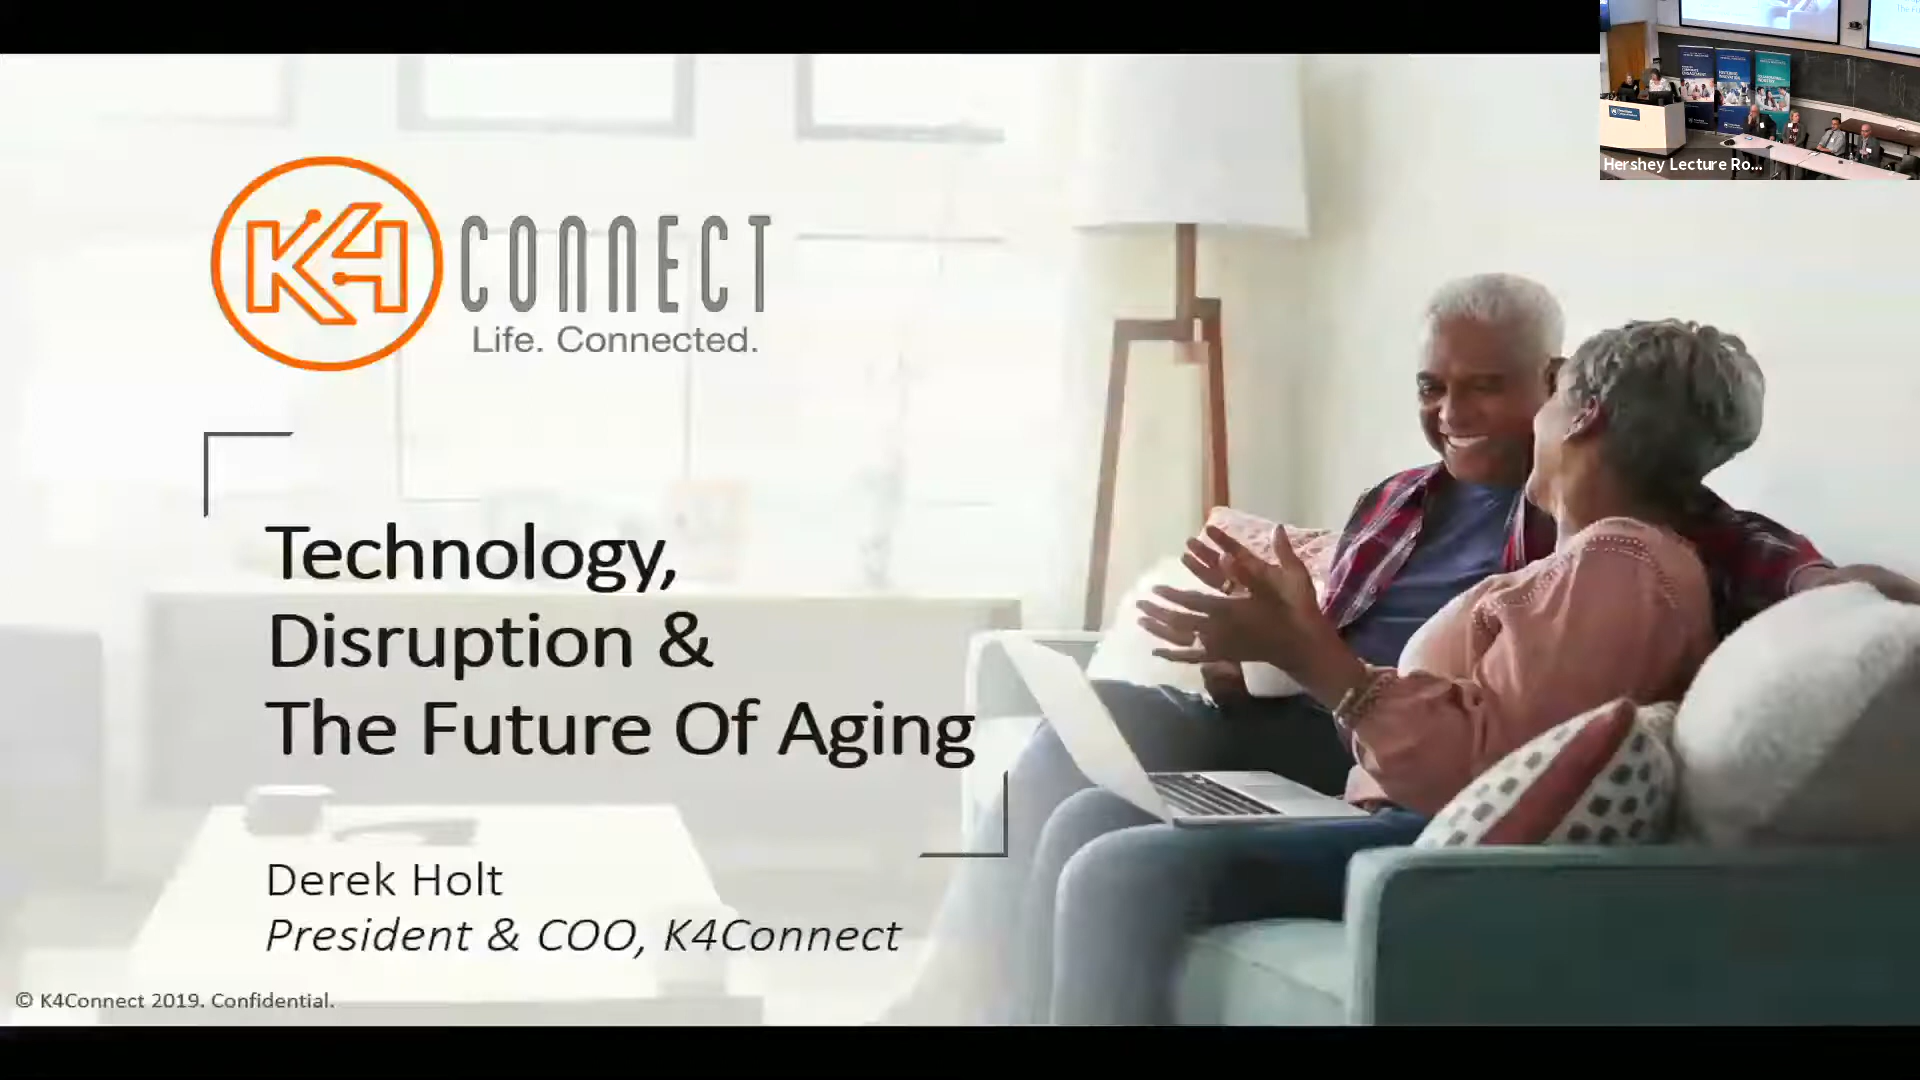 K4
CONNECT
Life. Connected.
Technology,
Disruption &
The Future Of Aging
Derek Holt
President & COO, K4Connect
© K4Connect 2019. Confidential.
Hershey Lecture Ro...